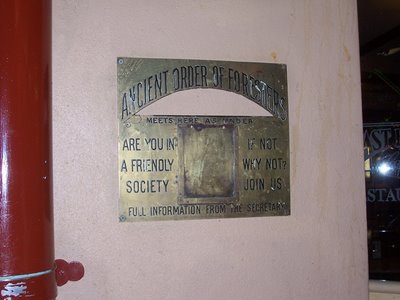 ANCIENT ORDER OF FORESTERS
MEETS HERE AS UNDER
ARE YOU IN
A FRIENDLY
SOCIETY
IF NOT
WHY NOT?
JOIN US
FULL INFORMATION FROM THE SECRETARY